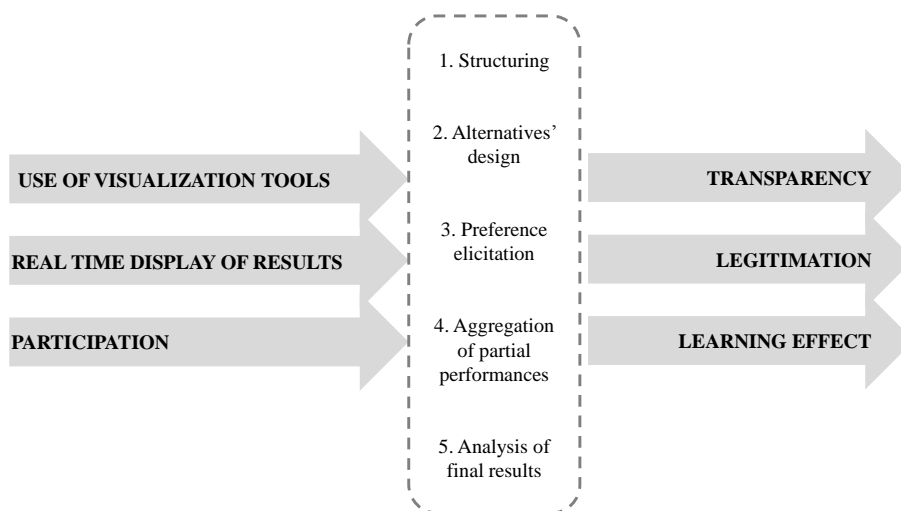 USE OF VISUALIZATION TOOLS
REAL TIME DISPLAY OF RESULTS
PARTICIPATION
1. Structuring
2. Alternatives’
design
3. Preference
elicitation
4. Aggregation
of partial
performances
5. Analysis of
final results
TRANSPARENCY
LEGITIMATION
LEARNING EFFECT